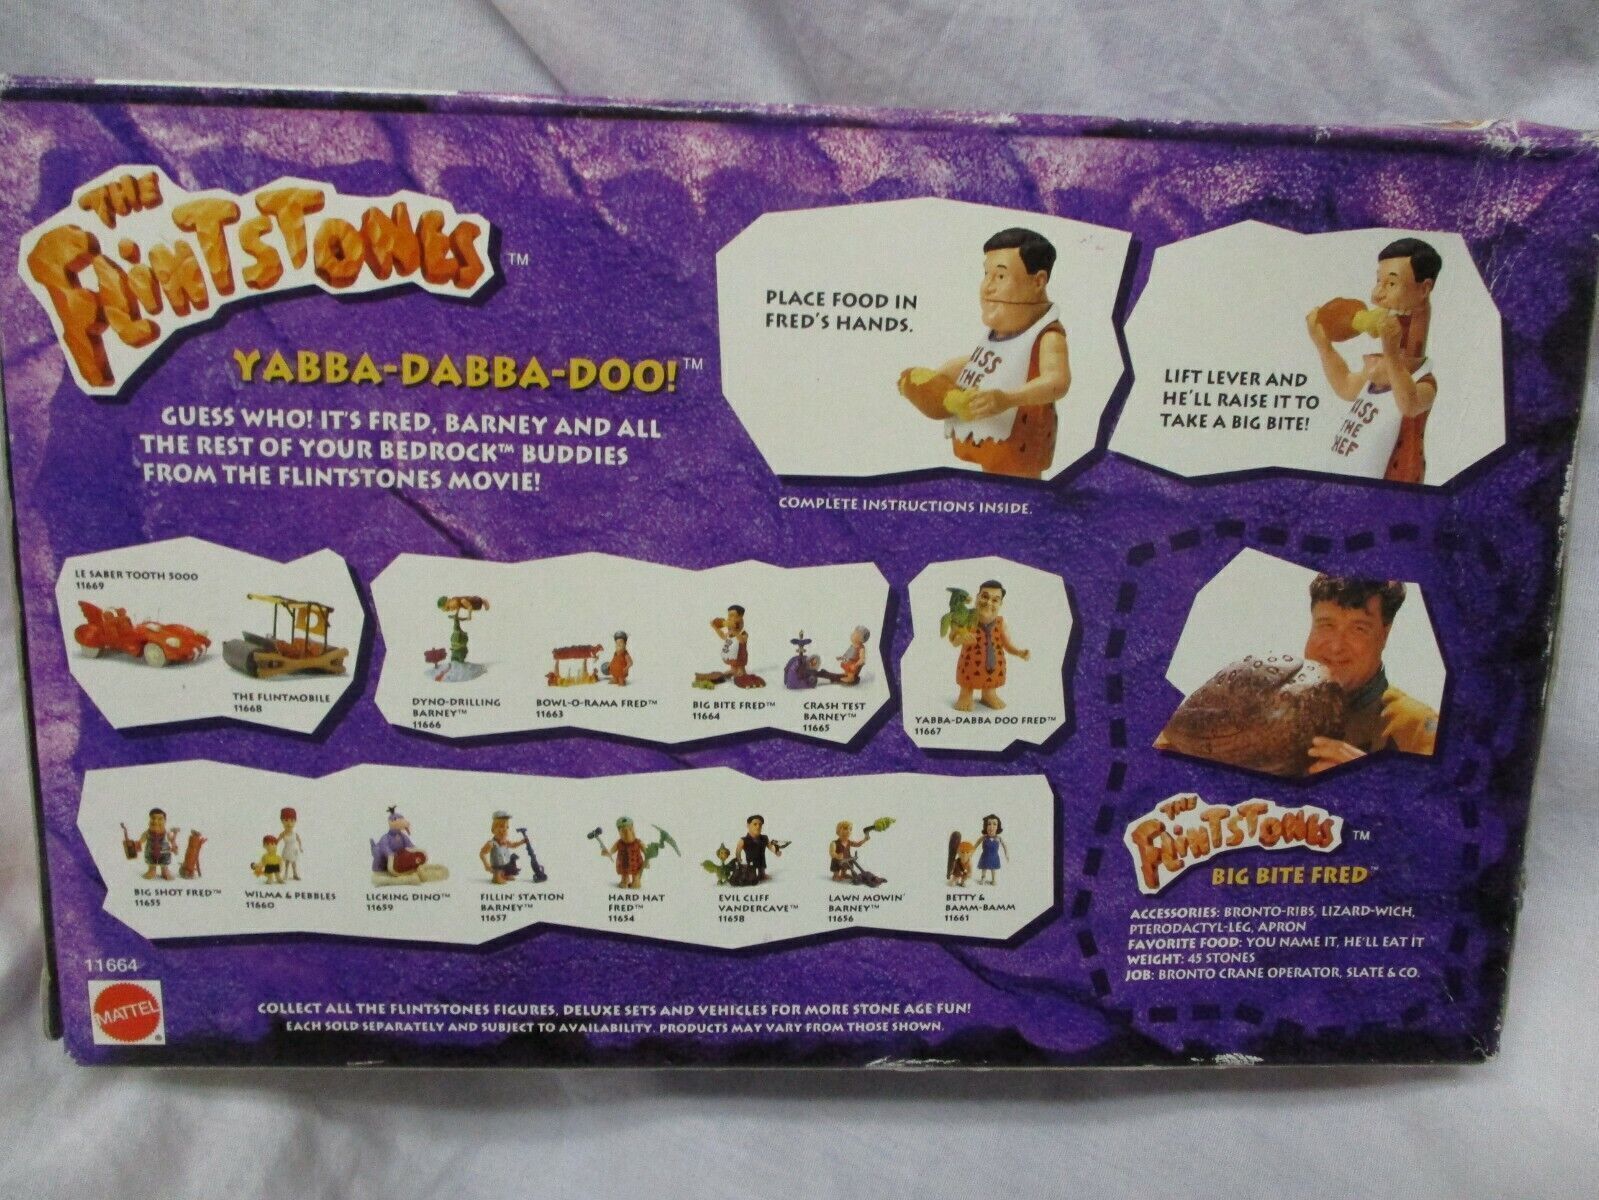 THE
FLINTSTONES™
YABBA-DABBA-DOO!™
GUESS WHO! IT'S FRED, BARNEY AND ALL
THE REST OF YOUR BEDROCK™ BUDDIES
FROM THE FLINTSTONES MOVIE!
PLACE FOOD IN
FRED'S HANDS.
KISS
THE
COMPLETE INSTRUCTIONS INSIDE.
LIFT LEVER AND
HE'LL RAISE IT TO
TAKE A BIG BITE!
KISS
THE
HEF
LE SABER TOOTH 5000
11669
THE FLINTMOBILE
11668
DYNO-DRILLING
BARNEY™
11666
BOWL-O-RAMA FRED™
11663
BIG BITE FRED™
11664
CRASH TEST
BARNEY™
11665
YABBA-DABBA DOO FRED™
11667
BIG SHOT FRED™
11655
WILMA & PEBBLES
11660
LICKING DINO™
11659
FILLIN' STATION
BARNEY™
11657
HARD HAT
FRED™
11654
EVIL CLIFF
VANDERCAVE™
11658
LAWN MOWIN'
BARNEY™
11656
BETTY &
BAMM-BAMM
11661
THE
FLINTSTONES™
BIG BITE FRED™
ACCESSORIES: BRONTO-RIBS, LIZARD-WICH,
PTERODACTYL-LEG, APRON
FAVORITE FOOD: YOU NAME IT, HE'LL EAT IT
WEIGHT: 45 STONES
JOB: BRONTO CRANE OPERATOR, SLATE & CO.
11664
MATTEL®
COLLECT ALL THE FLINTSTONES FIGURES, DELUXE SETS AND VEHICLES FOR MORE STONE AGE FUN!
EACH SOLD SEPARATELY AND SUBJECT TO AVAILABILITY. PRODUCTS MAY VARY FROM THOSE SHOWN.